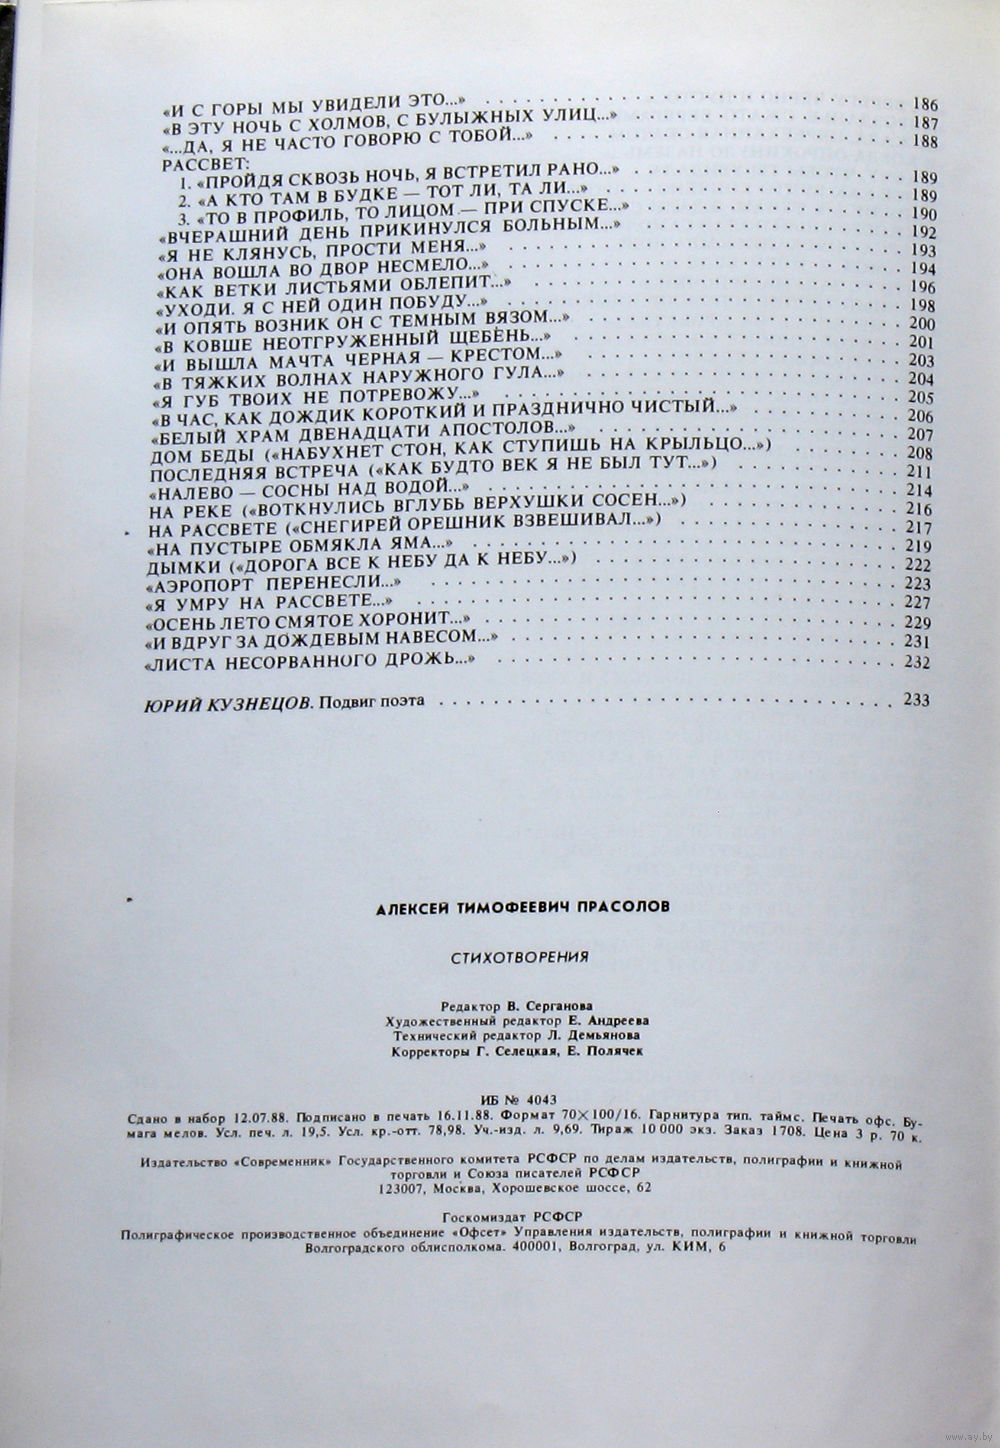 «И С ГОРЫ МЫ УВИДЕЛИ ЭТО...» . . . . . . . . . . . . . . . . . . . . 186
«В ЭТУ НОЧЬ С ХОЛМОВ, С БУЛЫЖНЫХ УЛИЦ...» . . . . . . . . . . . . . . . . . . . . 187
«...ДА, Я НЕ ЧАСТО ГОВОРЮ С ТОБОЙ...» . . . . . . . . . . . . . . . . . . . . 188
РАССВЕТ:
1. «ПРОЙДЯ СКВОЗЬ НОЧЬ, Я ВСТРЕТИЛ РАНО...» . . . . . . . . . . . . . . . . . . . . 189
2. «А КТО ТАМ В БУДКЕ — ТОТ ЛИ, ТА ЛИ...» . . . . . . . . . . . . . . . . . . . . 189
3. «ТО В ПРОФИЛЬ, ТО ЛИЦОМ — ПРИ СПУСКЕ...» . . . . . . . . . . . . . . . . . . . . 190
«ВЧЕРАШНИЙ ДЕНЬ ПРИКИНУЛСЯ БОЛЬНЫМ...» . . . . . . . . . . . . . . . . . . . . 192
«Я НЕ КЛЯНУСЬ, ПРОСТИ МЕНЯ...» . . . . . . . . . . . . . . . . . . . . 193
«ОНА ВОШЛА ВО ДВОР НЕСМЕЛО...» . . . . . . . . . . . . . . . . . . . . 194
«КАК ВЕТКИ ЛИСТЬЯМИ ОБЛЕПИТ...» . . . . . . . . . . . . . . . . . . . . 196
«УХОДИ. Я С НЕЙ ОДИН ПОБУДУ...» . . . . . . . . . . . . . . . . . . . . 198
«И ОПЯТЬ ВОЗНИК ОН С ТЕМНЫМ ВЯЗОМ...» . . . . . . . . . . . . . . . . . . . . 200
«В КОВШЕ НЕОТГРУЖЕННЫЙ ЩЕБЕНЬ...» . . . . . . . . . . . . . . . . . . . . 201
«И ВЫШЛА МАЧТА ЧЕРНАЯ — КРЕСТОМ...» . . . . . . . . . . . . . . . . . . . . 203
«В ТЯЖКИХ ВОЛНАХ НАРУЖНОГО ГУЛА...» . . . . . . . . . . . . . . . . . . . . 204
«Я ГУБ ТВОИХ НЕ ПОТРЕВОЖУ...» . . . . . . . . . . . . . . . . . . . . 205
«В ЧАС, КАК ДОЖДИК КОРОТКИЙ И ПРАЗДНИЧНО ЧИСТЫЙ...» . . . . . . . . . . . 206
«БЕЛЫЙ ХРАМ ДВЕНАДЦАТИ АПОСТОЛОВ...» . . . . . . . . . . . . . . . . . . . . 207
ДОМ БЕДЫ («НАБУХНЕТ СТОН, КАК СТУПИШЬ НА КРЫЛЬЦО...») . . . . . . . . 208
ПОСЛЕДНЯЯ ВСТРЕЧА («КАК БУДТО ВЕК Я НЕ БЫЛ ТУТ...») . . . . . . . . . . . . 211
«НАЛЕВО — СОСНЫ НАД ВОДОЙ...» . . . . . . . . . . . . . . . . . . . . 214
НА РЕКЕ («ВОТКНУЛИСЬ ВГЛУБЬ ВЕРХУШКИ СОСЕН...») . . . . . . . . . . . . . . 216
НА РАССВЕТЕ («СНЕГИРЕЙ ОРЕШНИК ВЗВЕШИВАЛ...») . . . . . . . . . . . . . . . 217
«НА ПУСТЫРЕ ОБМЯКЛА ЯМА...» . . . . . . . . . . . . . . . . . . . . 219
ДЫМКИ («ДОРОГА ВСЕ К НЕБУ ДА К НЕБУ...») . . . . . . . . . . . . . . . . . . . . 222
«АЭРОПОРТ ПЕРЕНЕСЛИ...» . . . . . . . . . . . . . . . . . . . . 223
«Я УМРУ НА РАССВЕТЕ...» . . . . . . . . . . . . . . . . . . . . 227
«ОСЕНЬ ЛЕТО СМЯТОЕ ХОРОНИТ...» . . . . . . . . . . . . . . . . . . . . 229
«И ВДРУГ ЗА ДОЖДЕВЫМ НАВЕСОМ...» . . . . . . . . . . . . . . . . . . . . 231
«ЛИСТА НЕСОРВАННОГО ДРОЖЬ...» . . . . . . . . . . . . . . . . . . . . 232
ЮРИЙ КУЗНЕЦОВ. Подвиг поэта . . . . . . . . . . . . . . . . . . . . 233
АЛЕКСЕЙ ТИМОФЕЕВИЧ ПРАСОЛОВ
СТИХОТВОРЕНИЯ
Редактор В. Серганова
Художественный редактор Е. Андреева
Технический редактор Л. Демьянова
Корректоры Г. Селецкая, Е. Полячек
ИБ № 4043
Сдано в набор 12.07.88. Подписано в печать 16.11.88. Формат 70×100/16. Гарнитура тип. таймс. Печать офс. Бу-
мага мелов. Усл. печ. л. 19,5. Усл. кр.-отт. 78,98. Уч.-изд. л. 9,69. Тираж 10 000 экз. Заказ 1708. Цена 3 р. 70 к.
Издательство «Современник» Государственного комитета РСФСР по делам издательств, полиграфии и книжной
торговли и Союза писателей РСФСР
123007, Москва, Хорошевское шоссе, 62
Госкомиздат РСФСР
Полиграфическое производственное объединение «Офсет» Управления издательств, полиграфии и книжной торговли
Волгоградского облисполкома. 400001, Волгоград, ул. КИМ, 6
www.ay.by